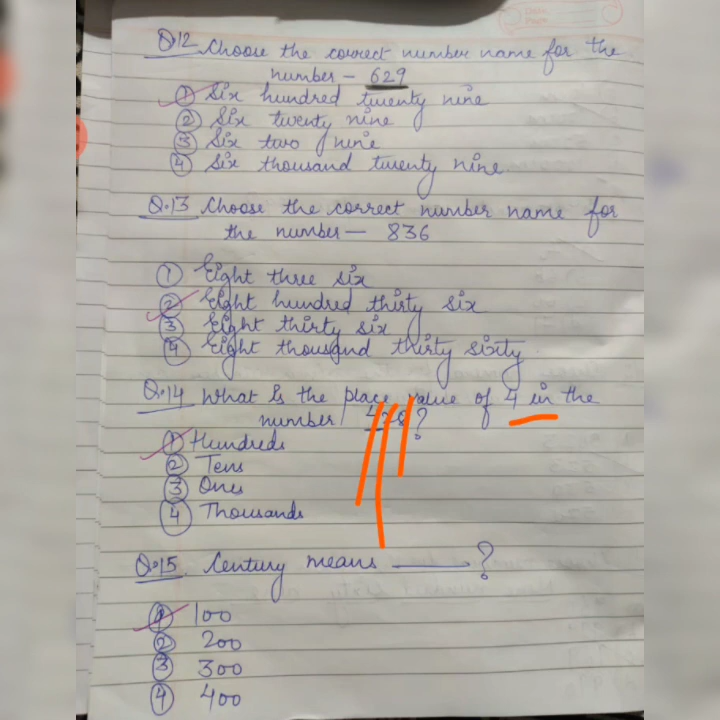 Q.12 Choose the correct number name for the
number - 629
1 Six hundred twenty nine
2 Six twenty nine
3 Six two nine
4 Six thousand twenty nine.
Q.13 Choose the correct number name for
the number - 836
1 Eight three six
2 Eight hundred thirty six
3 Eight thirty six
4 Eight thousand thirty sixty
Q.14 What is the place value of 4 in the
number 428?
1 Hundreds
2 Tens
3 Ones
4 Thousands
Q.15 Century means ?
1 100
2 200
3 300
4 400